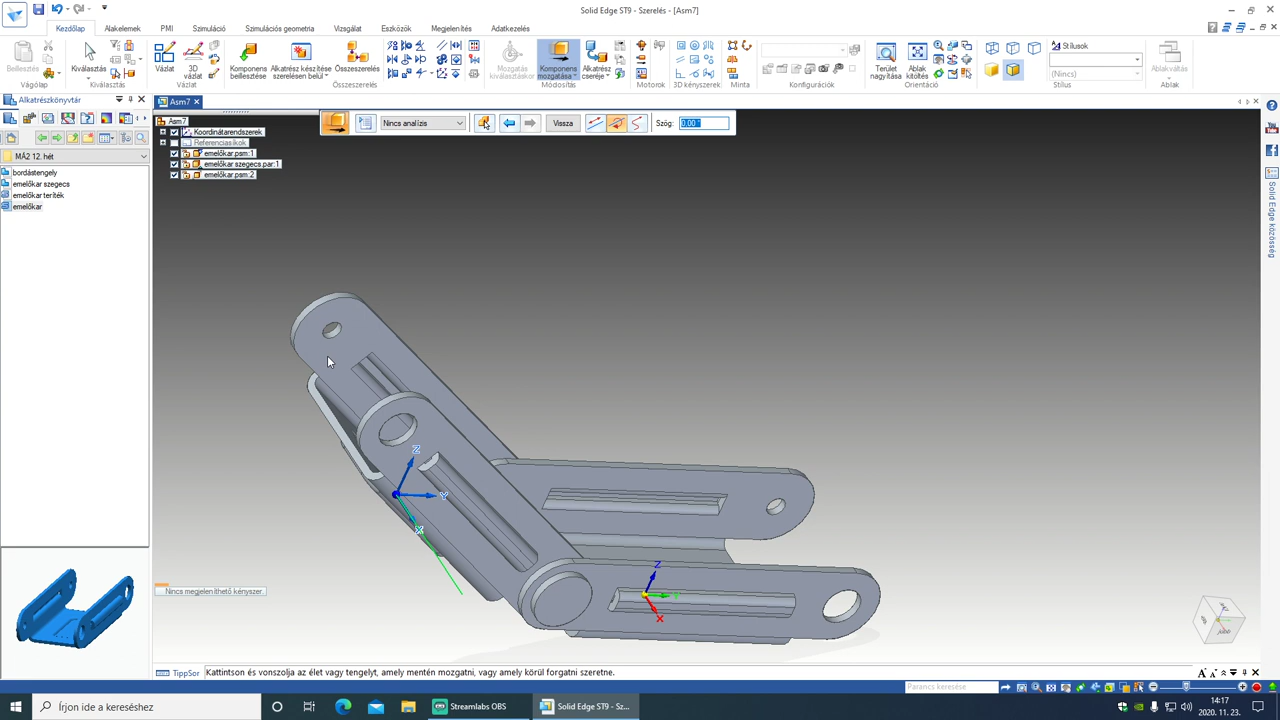 Solid Edge ST9 - Szerelés - [Asm7]
Kezdőlap Alakelemek PMI Szimuláció Szimulációs geometria Vizsgálat Eszközök Megjelenítés Oktatás Adatkezelés
Beillesztés
Kiválasztás
Vázlat
3D vázlat
Komponens beillesztése
Alkatrész készítése szerelésen belül
Összeszerelés
Mozgatás kiválasztáskor
Komponens mozgatása
Alkatrész cseréje
Terület nagyítása
Ablak kitöltés
Stílusok
(Nincs)
Ablakváltás
Vágólap Kiválasztás Vázlat Összeszerelés Módosítás Motorok 3D kényszerek Minta Konfigurációk Orientáció Stílus Ablak
Alkatrészkönyvtár
Asm7
Asm7
Nincs analízis
Vissza
Szög:
0,00 °
Koordinátarendszerek
Referenciasíkok
emelőkar.psm:1
emelőkar szegecs.par:1
emelőkar.psm:2
MÁ2 12. hét
bordástengely
emelőkar szegecs
emelőkar teríték
emelőkar
Solid Edge közösség
Z
Y
X
Z
Y
X
Nincs megjeleníthető kényszer.
TippSor
Kattintson és vonszolja az élet vagy tengelyt, amely mentén mozgatni, vagy amely körül forgatni szeretne.
Parancs keresése
Írjon ide a kereséshez
Streamlabs OBS
Solid Edge ST9 - Sz...
14:17
2020. 11. 23.